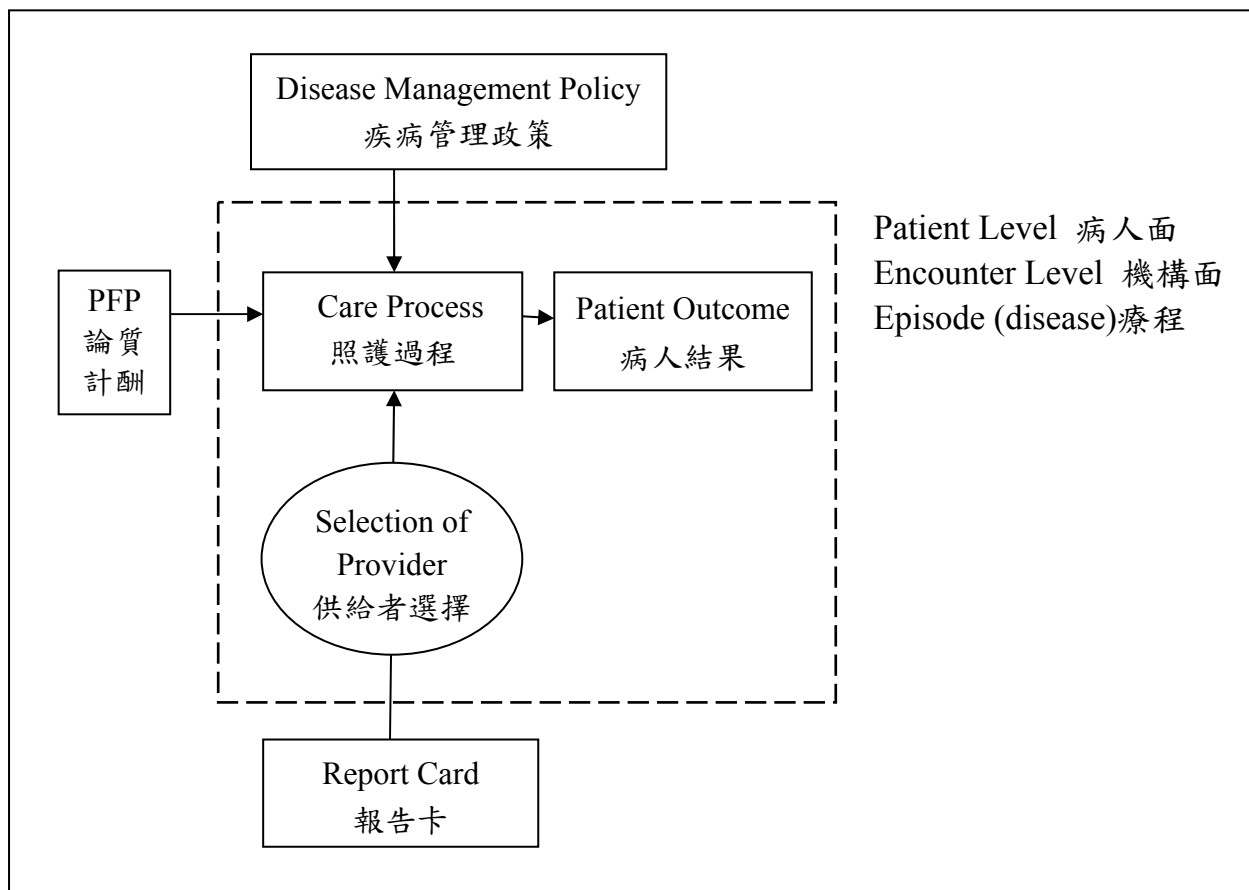 Disease Management Policy
疾病管理政策
Patient Level 病人面
Encounter Level 機構面
Episode (disease)療程
PFP
論質
計酬
Care Process
照護過程
Patient Outcome
病人結果
Selection of
Provider
供給者選擇
Report Card
報告卡